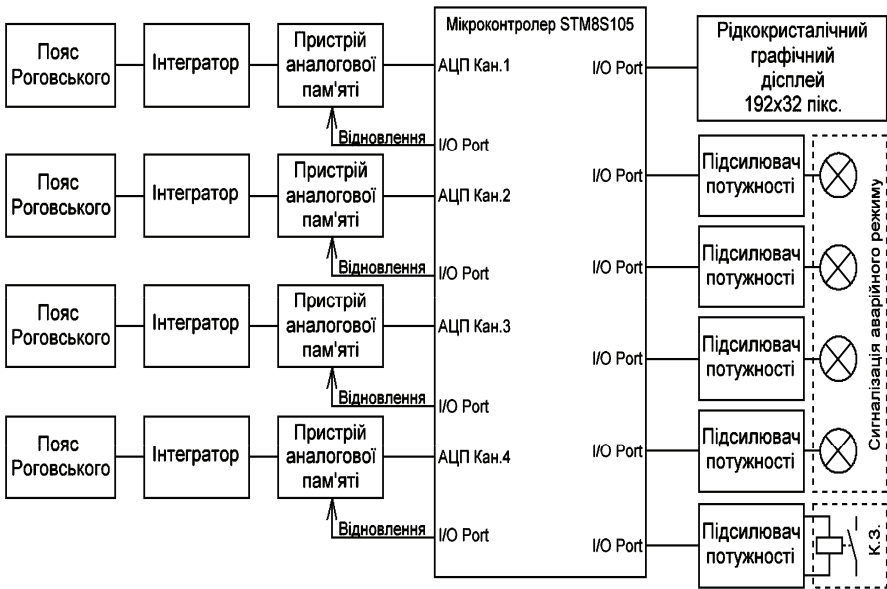 Пояс
Роговського
Інтегратор
Пристрій
аналогової
пам'яті
Відновлення
Пояс
Роговського
Інтегратор
Пристрій
аналогової
пам'яті
Відновлення
Пояс
Роговського
Інтегратор
Пристрій
аналогової
пам'яті
Відновлення
Пояс
Роговського
Інтегратор
Пристрій
аналогової
пам'яті
Відновлення
Мікроконтролер STM8S105
АЦП Кан.1
I/O Port
АЦП Кан.2
I/O Port
АЦП Кан.3
I/O Port
АЦП Кан.4
I/O Port
I/O Port
I/O Port
I/O Port
I/O Port
I/O Port
I/O Port
Рідкокристалічний
графічний
дісплей
192x32 пікс.
Підсилювач
потужності
Підсилювач
потужності
Підсилювач
потужності
Підсилювач
потужності
Підсилювач
потужності
Сигналізація аварійного режиму
К.З.